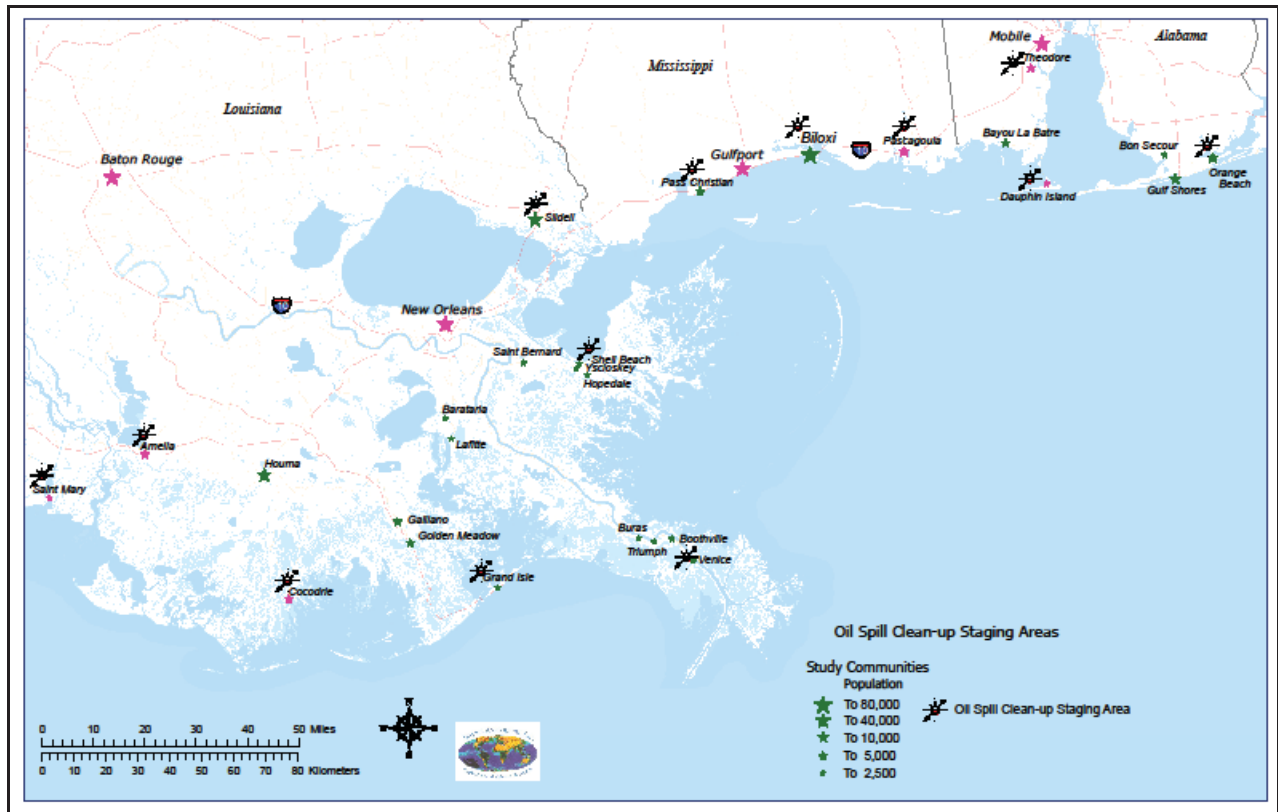 Mobile
Alabama
Theodore
Mississippi
Louisiana
Biloxi
Pascagoula
Bayou La Batre
Bon Secour
Baton Rouge
Gulfport
10
Orange
Beach
Pass Christian
Dauphin Island
Gulf Shores
Slidell
10
New Orleans
Saint Bernard
Shell Beach
Yscloskey
Hopedale
Barataria
Lafitte
Amelia
Houma
Saint Mary
Galliano
Golden Meadow
Buras
Boothville
Triumph
Venice
Grand Isle
Cocodrie
Oil Spill Clean-up Staging Areas
Study Communities
Population
To 80,000
To 40,000
To 10,000
To 5,000
To 2,500
Oil Spill Clean-up Staging Area
0 10 20 30 40 50 Miles
0 10 20 30 40 50 60 70 80 Kilometers